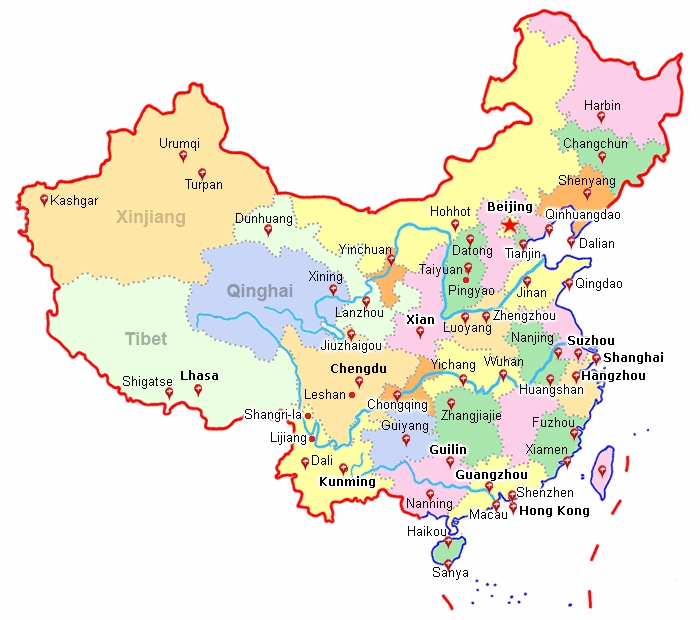 Harbin
Changchun
Urumqi
Shenyang
Turpan
Kashgar
Beijing
Hohhot
Qinhuangdao
Xinjiang
Dunhuang
Dalian
Yinchuan
Datong
Tianjin
Taiyuan
Xining
Qingdao
Qinghai
Pingyao
Jinan
Lanzhou
Xian
Zhengzhou
Luoyang
Tibet
Jiuzhaigou
Nanjing
Suzhou
Shanghai
Yichang
Wuhan
Chengdu
Lhasa
Hangzhou
Shigatse
Huangshan
Leshan
Chongqing
Shangri-la
Zhangjiajie
Guiyang
Fuzhou
Lijiang
Guilin
Xiamen
Dali
Kunming
Guangzhou
Shenzhen
Nanning
Macau
Hong Kong
Haikou
Sanya